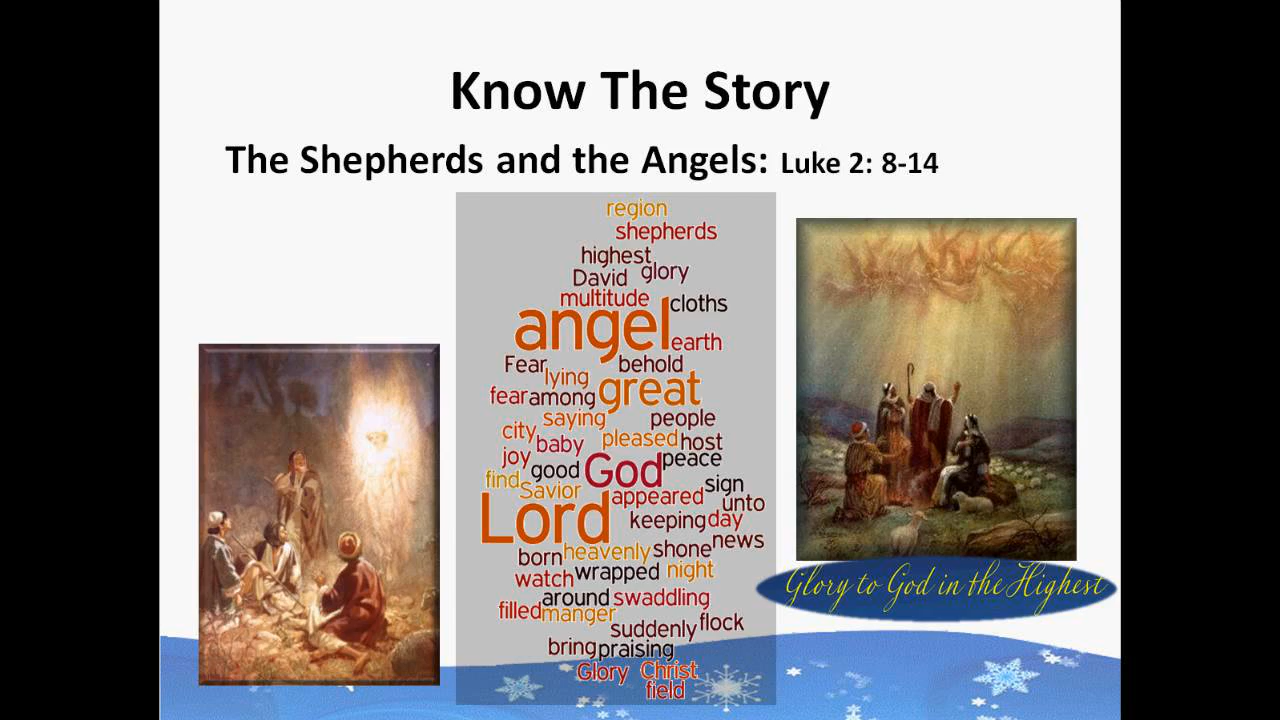 Know The Story
The Shepherds and the Angels: Luke 2: 8-14
region
shepherds
highest
David glory
multitude cloths
angel earth
Fear behold
lying great
fear among
saying people
city pleased host
baby peace
joy good God
find Savior appeared sign
unto
Lord keeping day
news
born heavenly shone
watch wrapped night
around swaddling
filled manger
suddenly flock
bring praising
Glory Christ
field
Glory to God in the Highest